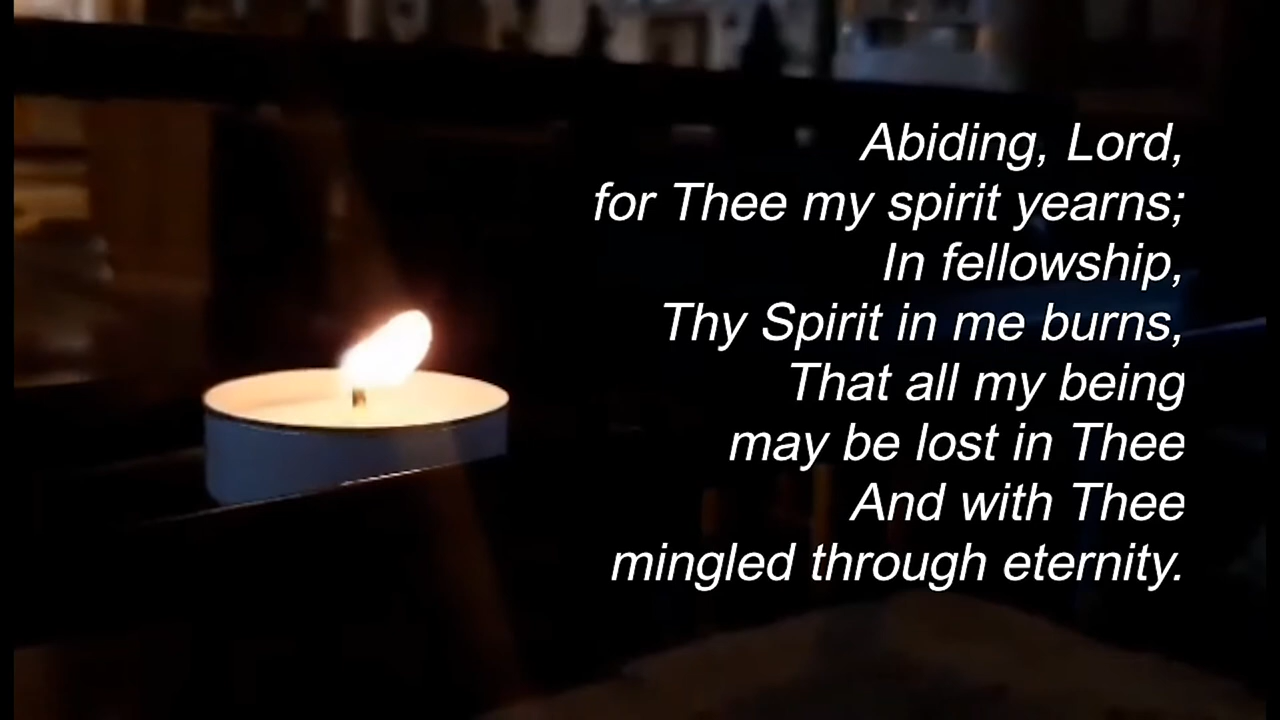 Abiding, Lord,
for Thee my spirit yearns;
In fellowship,
Thy Spirit in me burns,
That all my being
may be lost in Thee
And with Thee
mingled through eternity.